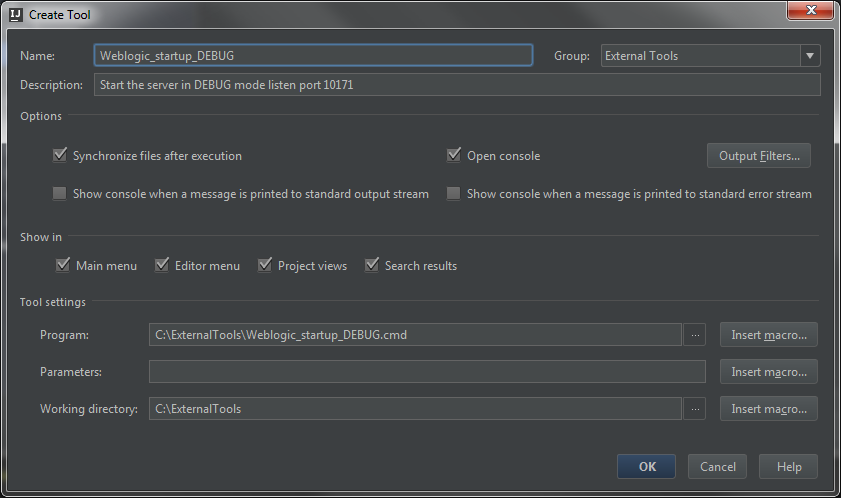 IJ Create Tool
Name: Weblogic_startup_DEBUG Group: External Tools
Description: Start the server in DEBUG mode listen port 10171
Options
Synchronize files after execution Open console Output Filters...
Show console when a message is printed to standard output stream Show console when a message is printed to standard error stream
Show in
Main menu Editor menu Project views Search results
Tool settings
Program: C:\ExternalTools\Weblogic_startup_DEBUG.cmd ... Insert macro...
Parameters: Insert macro...
Working directory: C:\ExternalTools ... Insert macro...
OK Cancel Help